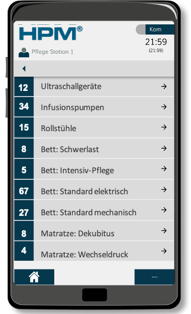 HPM®
Kom
21:59
Pflege Station 1
(21:59)
12 Ultraschallgeräte
34 Infusionspumpen
15 Rollstühle
8 Bett: Schwerlast
5 Bett: Intensiv-Pflege
67 Bett: Standard elektrisch
27 Bett: Standard mechanisch
8 Matratze: Dekubitus
4 Matratze: Wechseldruck
...